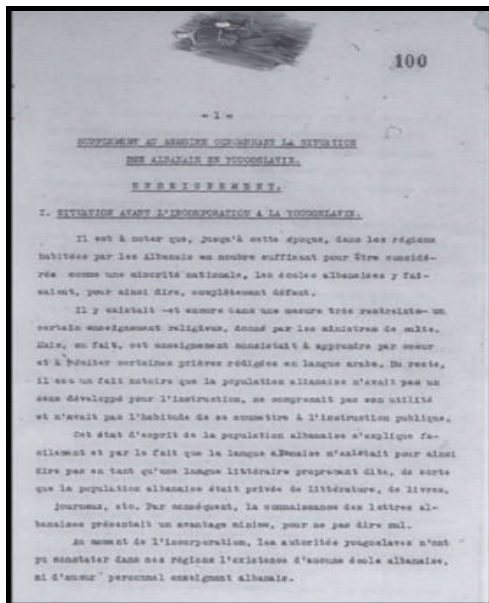 100
- 1 -
SUPPLEMENT AU MEMOIRE CONCERNANT LA SITUATION
DES ALBANAIS EN YOUGOSLAVIE.
ENSEIGNEMENT.
I. SITUATION AVANT L'INCORPORATION A LA YOUGOSLAVIE.
Il est à noter que, jusqu'à cette époque, dans les régions
habitées par les Albanais en nombre suffisant pour être considé-
rés comme une minorité nationale, les écoles albanaises y fai-
saient, pour ainsi dire, complètement défaut.
Il y existait -et encore dans une mesure très restreinte- un
certain enseignement religieux, donné par les ministres de culte.
Mais, en fait, cet enseignement consistait à apprendre par coeur
et à réciter certaines prières rédigées en langue arabe. Du reste,
il est un fait notoire que la population albanaise n'avait pas un
sens développé pour l'instruction, ne comprenait pas son utilité
et n'avait pas l'habitude de se soumettre à l'instruction publique.
Cet état d'esprit de la population albanaise s'explique fa-
cilement et par le fait que la langue albanaise n'existait pour ainsi
dire pas en tant qu'une langue littéraire proprement dite, de sorte
que la population albanaise était privée de littérature, de livres,
journaux, etc. Par conséquent, la connaissance des lettres al-
banaises présentait un avantage minime, pour ne pas dire nul.
Au moment de l'incorporation, les autorités yougoslaves n'ont
pu constater dans ces régions l'existence d'aucune école albanaise,
ni d'aucun personnel enseignant albanais.